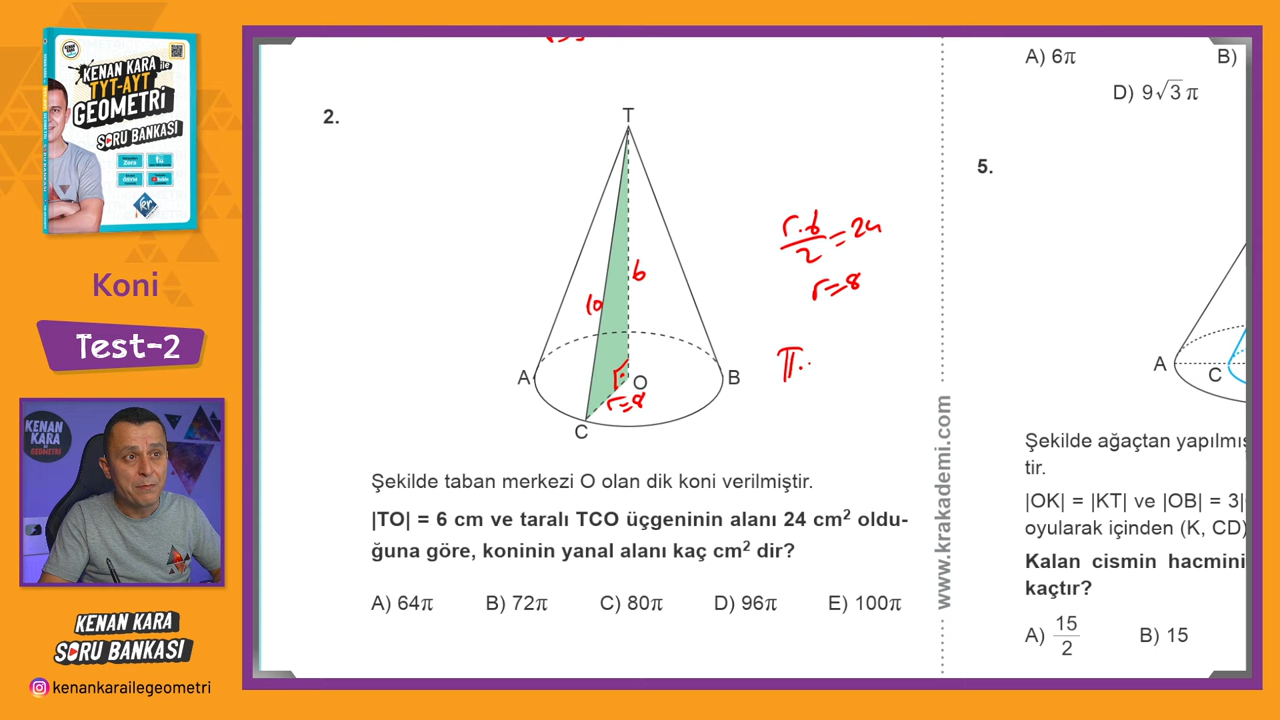 KENAN KARA ile
TYT-AYT
GEOMETRİ
SORU BANKASI
Koni
Test-2
KENAN
KARA
GEOMETRİ
KENAN KARA
SORU BANKASI
kenankarailegeometri
2.
T
6
10
A
O
B
r=8
C
r.6/2=24
r=8
π.
Şekilde taban merkezi O olan dik koni verilmiştir.
|TO| = 6 cm ve taralı TCO üçgeninin alanı 24 cm² oldu-
ğuna göre, koninin yanal alanı kaç cm² dir?
A) 64π B) 72π C) 80π D) 96π E) 100π
www.krakademi.com
A) 6π B)
D) 9√3 π
5.
A
C
Şekilde ağaçtan yapılmış
tir.
|OK| = |KT| ve |OB| = 3|
oyularak içinden (K, CD)
Kalan cismin hacmini
kaçtır?
A) 15/2 B) 15